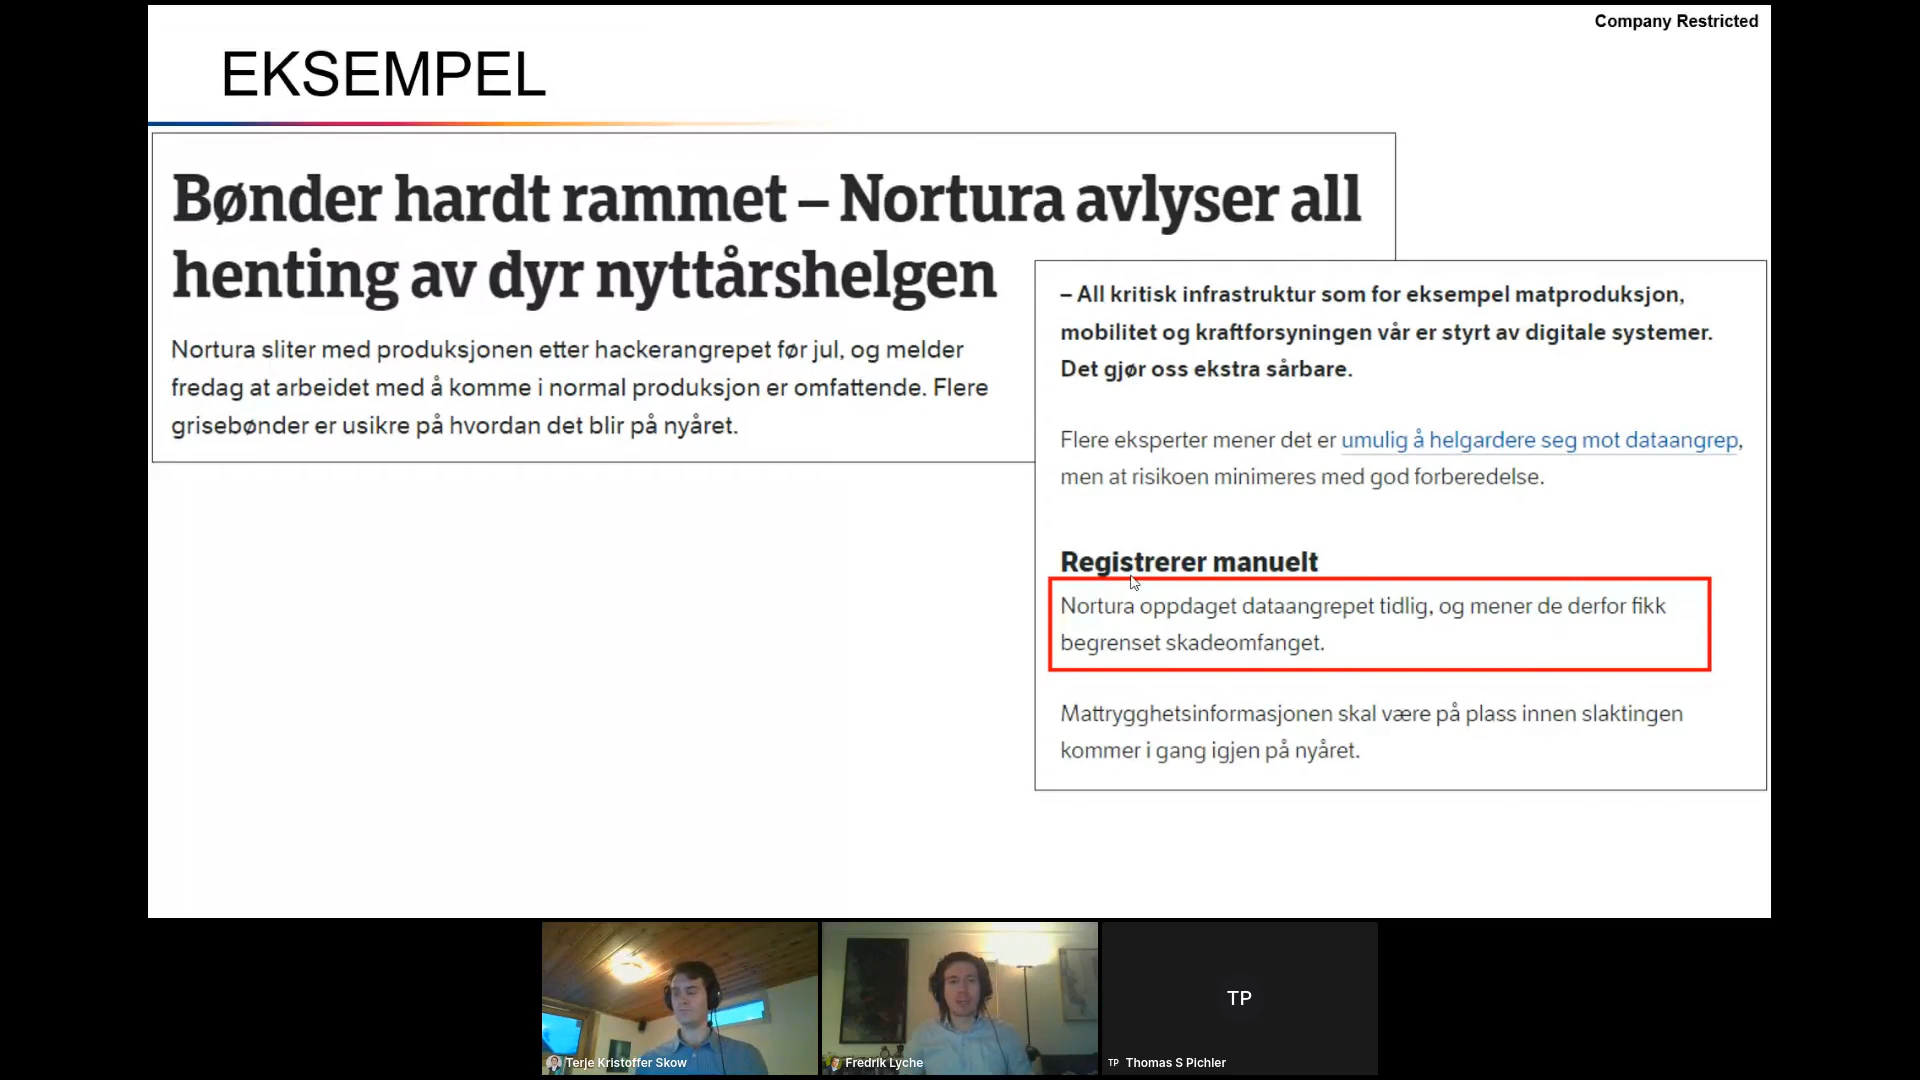 Company Restricted
EKSEMPEL
Bønder hardt rammet – Nortura avlyser all
henting av dyr nyttårshelgen
Nortura sliter med produksjonen etter hackerangrepet før jul, og melder
fredag at arbeidet med å komme i normal produksjon er omfattende. Flere
grisebønder er usikre på hvordan det blir på nyåret.
– All kritisk infrastruktur som for eksempel matproduksjon,
mobilitet og kraftforsyningen vår er styrt av digitale systemer.
Det gjør oss ekstra sårbare.
Flere eksperter mener det er umulig å helgardere seg mot dataangrep,
men at risikoen minimeres med god forberedelse.
Registrerer manuelt
Nortura oppdaget dataangrepet tidlig, og mener de derfor fikk
begrenset skadeomfanget.
Mattrygghetsinformasjonen skal være på plass innen slaktingen
kommer i gang igjen på nyåret.
TP
Terje Kristoffer Skow
Fredrik Lyche
TP Thomas S Pichler